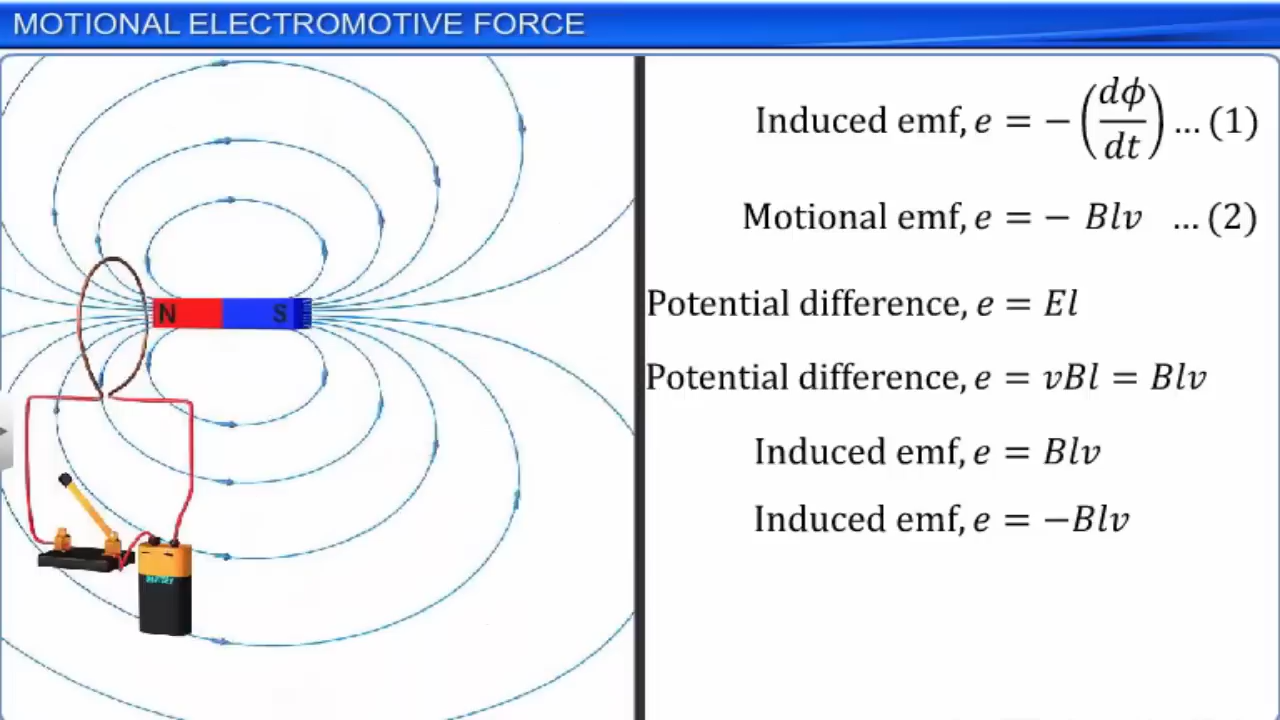 MOTIONAL ELECTROMOTIVE FORCE
Induced emf, e = − (dϕ/dt) ... (1)
Motional emf, e = − Blv ... (2)
Potential difference, e = El
Potential difference, e = vBl = Blv
Induced emf, e = Blv
Induced emf, e = −Blv
N S